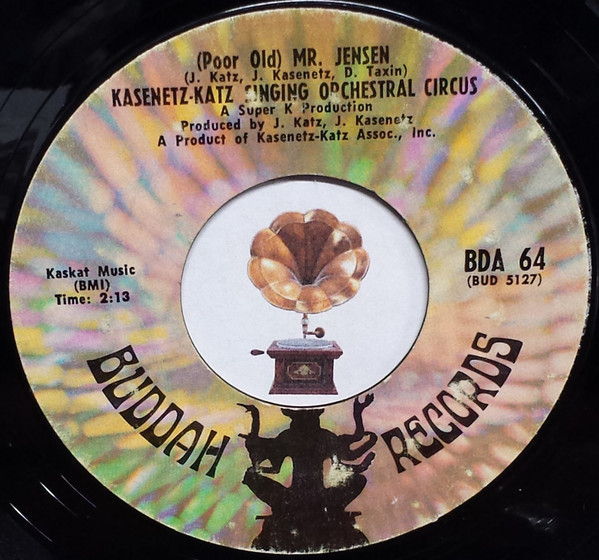 (Poor Old) MR. JENSEN
(J. Katz, J. Kasenetz, D. Taxin)
KASENETZ-KATZ SINGING ORCHESTRAL CIRCUS
A Super K Production
Produced by J. Katz, J. Kasenetz
A Product of Kasenetz-Katz Assoc., Inc.
Kaskat Music
(BMI)
Time: 2:13
BDA 64
(BUD 5127)
BUDDAH RECORDS